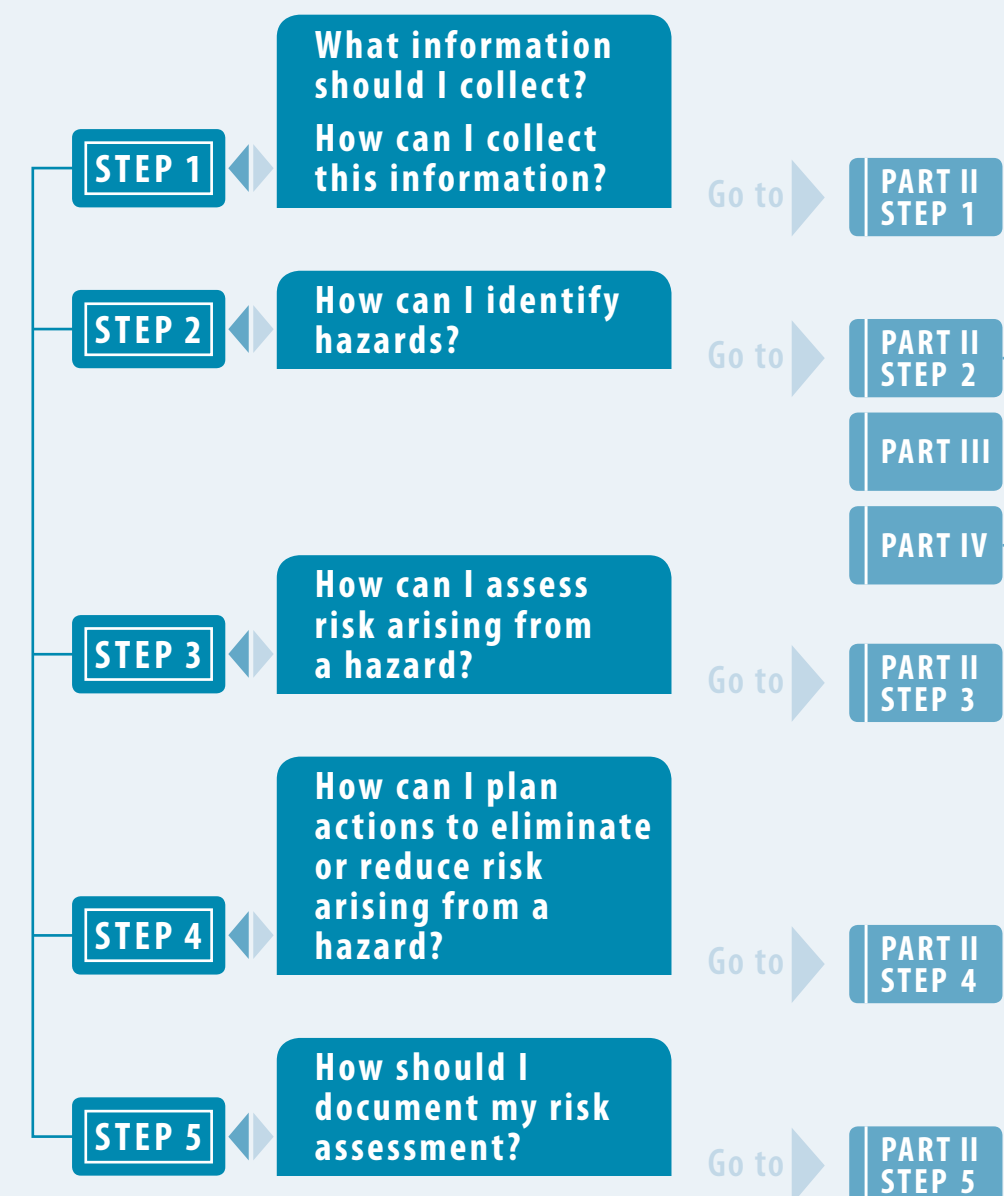 What information
should I collect?
How can I collect
this information?
STEP 1
Go to
PART II
STEP 1
How can I identify
hazards?
STEP 2
Go to
PART II
STEP 2
PART III
PART IV
How can I assess
risk arising from
a hazard?
STEP 3
Go to
PART II
STEP 3
How can I plan
actions to eliminate
or reduce risk
arising from a
hazard?
STEP 4
Go to
PART II
STEP 4
How should I
document my risk
assessment?
STEP 5
Go to
PART II
STEP 5